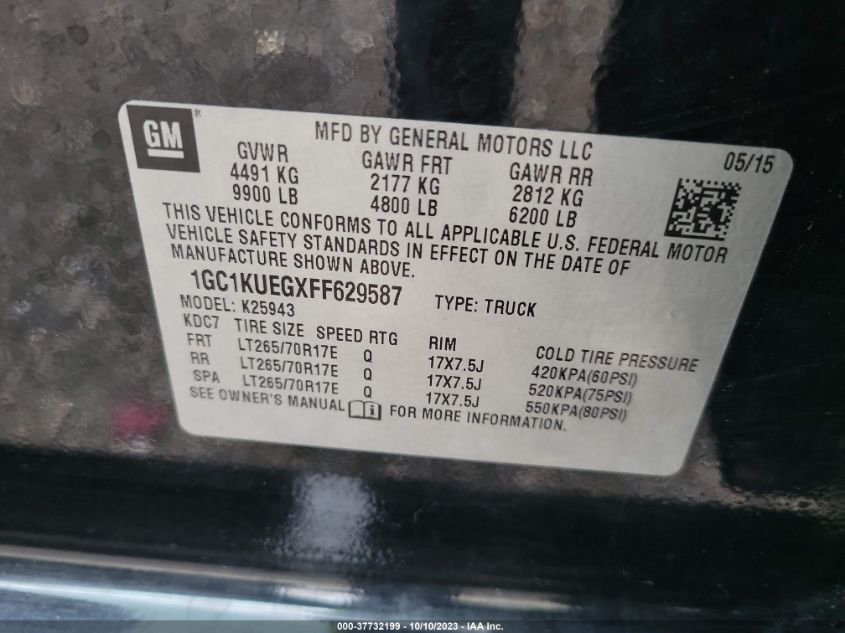 GM ®
MFD BY GENERAL MOTORS LLC 05/15
GVWR GAWR FRT GAWR RR
4491 KG 2177 KG 2812 KG
9900 LB 4800 LB 6200 LB
THIS VEHICLE CONFORMS TO ALL APPLICABLE U.S. FEDERAL MOTOR
VEHICLE SAFETY STANDARDS IN EFFECT ON THE DATE OF
MANUFACTURE SHOWN ABOVE.
1GC1KUEGXFF629587 TYPE: TRUCK
MODEL: K25943
KDC7 TIRE SIZE SPEED RTG RIM COLD TIRE PRESSURE
FRT LT265/70R17E Q 17X7.5J 420KPA(60PSI)
RR LT265/70R17E Q 17X7.5J 520KPA(75PSI)
SPA LT265/70R17E Q 17X7.5J 550KPA(80PSI)
SEE OWNER'S MANUAL FOR MORE INFORMATION.
000-37732199 - 10/10/2023 - IAA Inc.